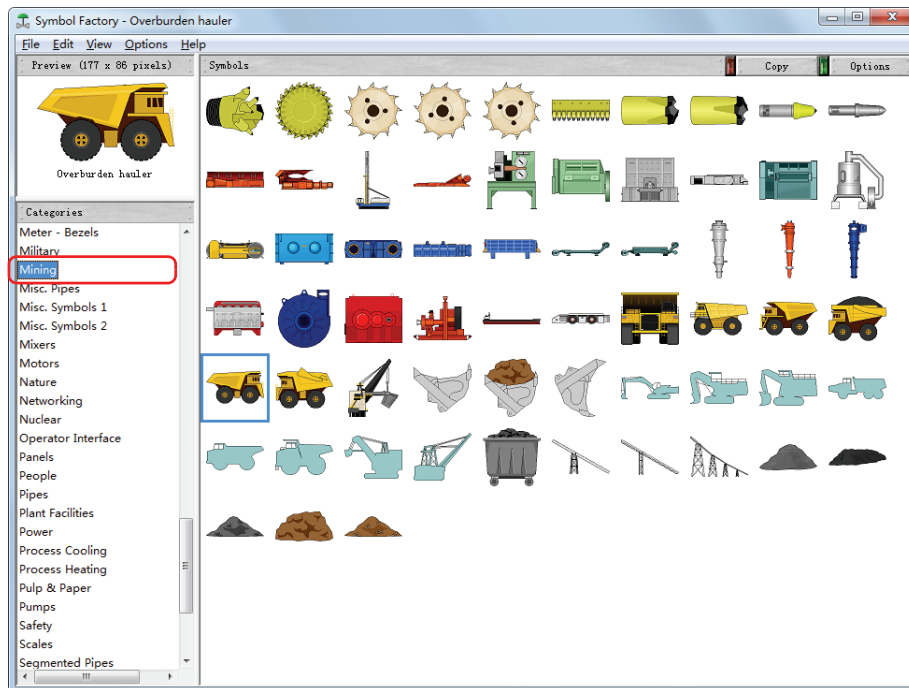 Symbol Factory - Overburden hauler
File Edit View Options Help
Preview (177 x 86 pixels)
Symbols
Copy
Options
Overburden hauler
Categories
Meter - Bezels
Military
Mining
Misc. Pipes
Misc. Symbols 1
Misc. Symbols 2
Mixers
Motors
Nature
Networking
Nuclear
Operator Interface
Panels
People
Pipes
Plant Facilities
Power
Process Cooling
Process Heating
Pulp & Paper
Pumps
Safety
Scales
Segmented Pipes